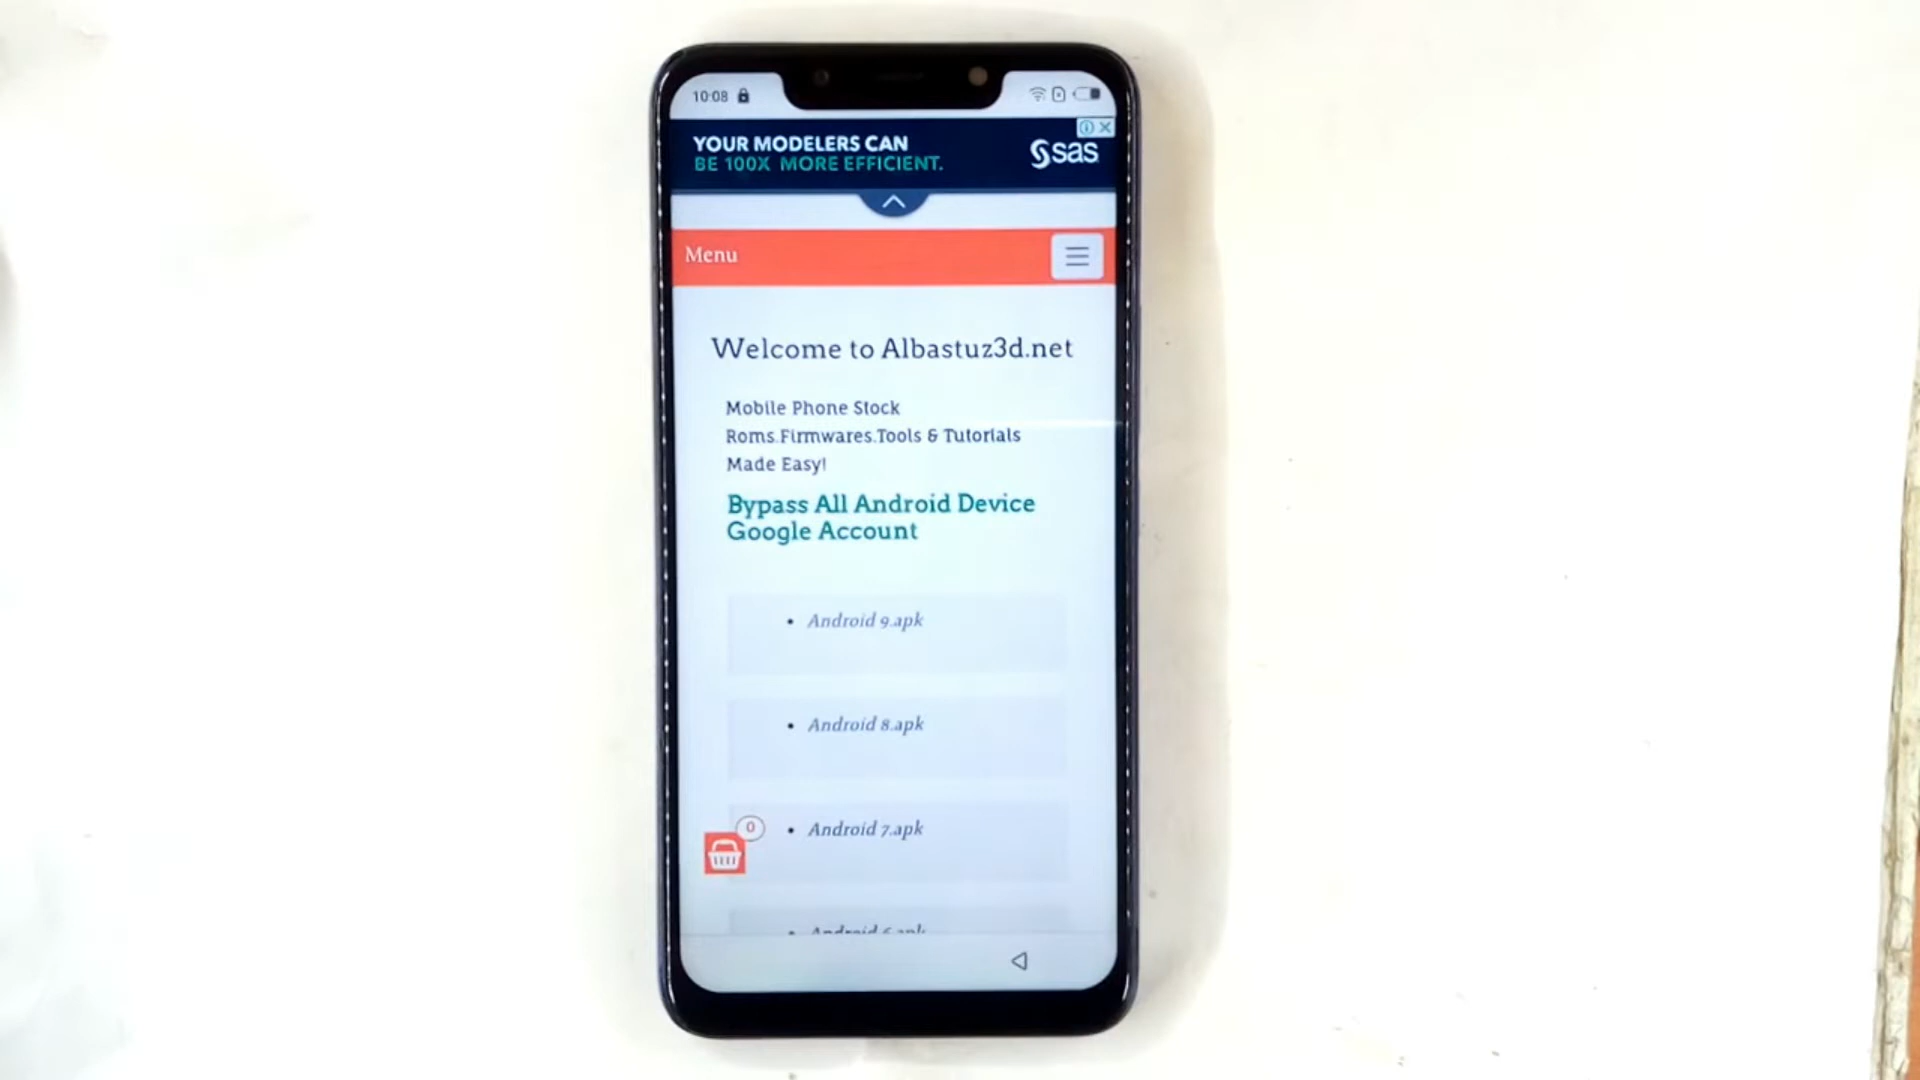 10:08
YOUR MODELERS CAN
BE 100X MORE EFFICIENT.
sas
Menu
Welcome to Albastuz3d.net
Mobile Phone Stock
Roms.Firmwares.Tools & Tutorials
Made Easy!
Bypass All Android Device
Google Account
• Android 9.apk
• Android 8.apk
0
• Android 7.apk
• Android 6.apk